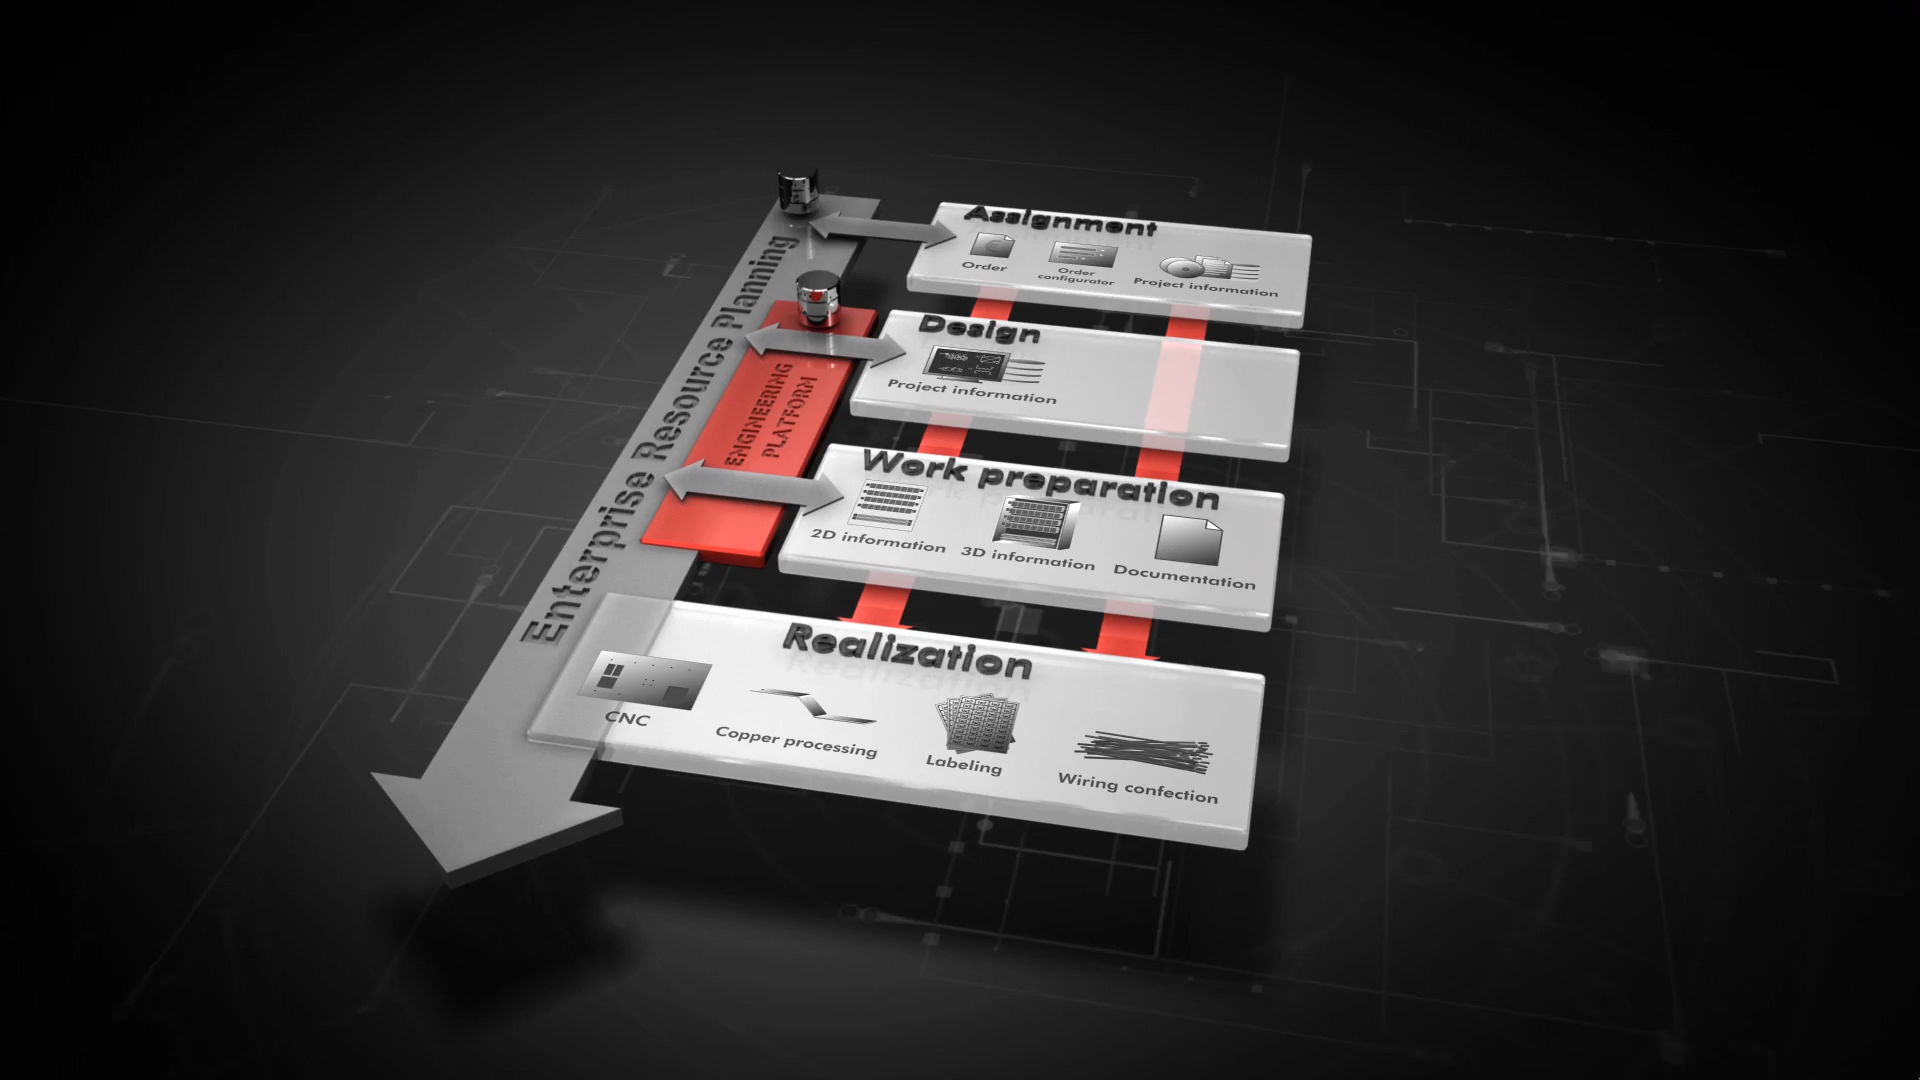 Enterprise Resource Planning
ENGINEERING
PLATFORM
Assignment
Order
Order
configurator
Project information
Design
Project information
Work preparation
2D information
3D information
Documentation
Realization
CNC
Copper processing
Labeling
Wiring confection